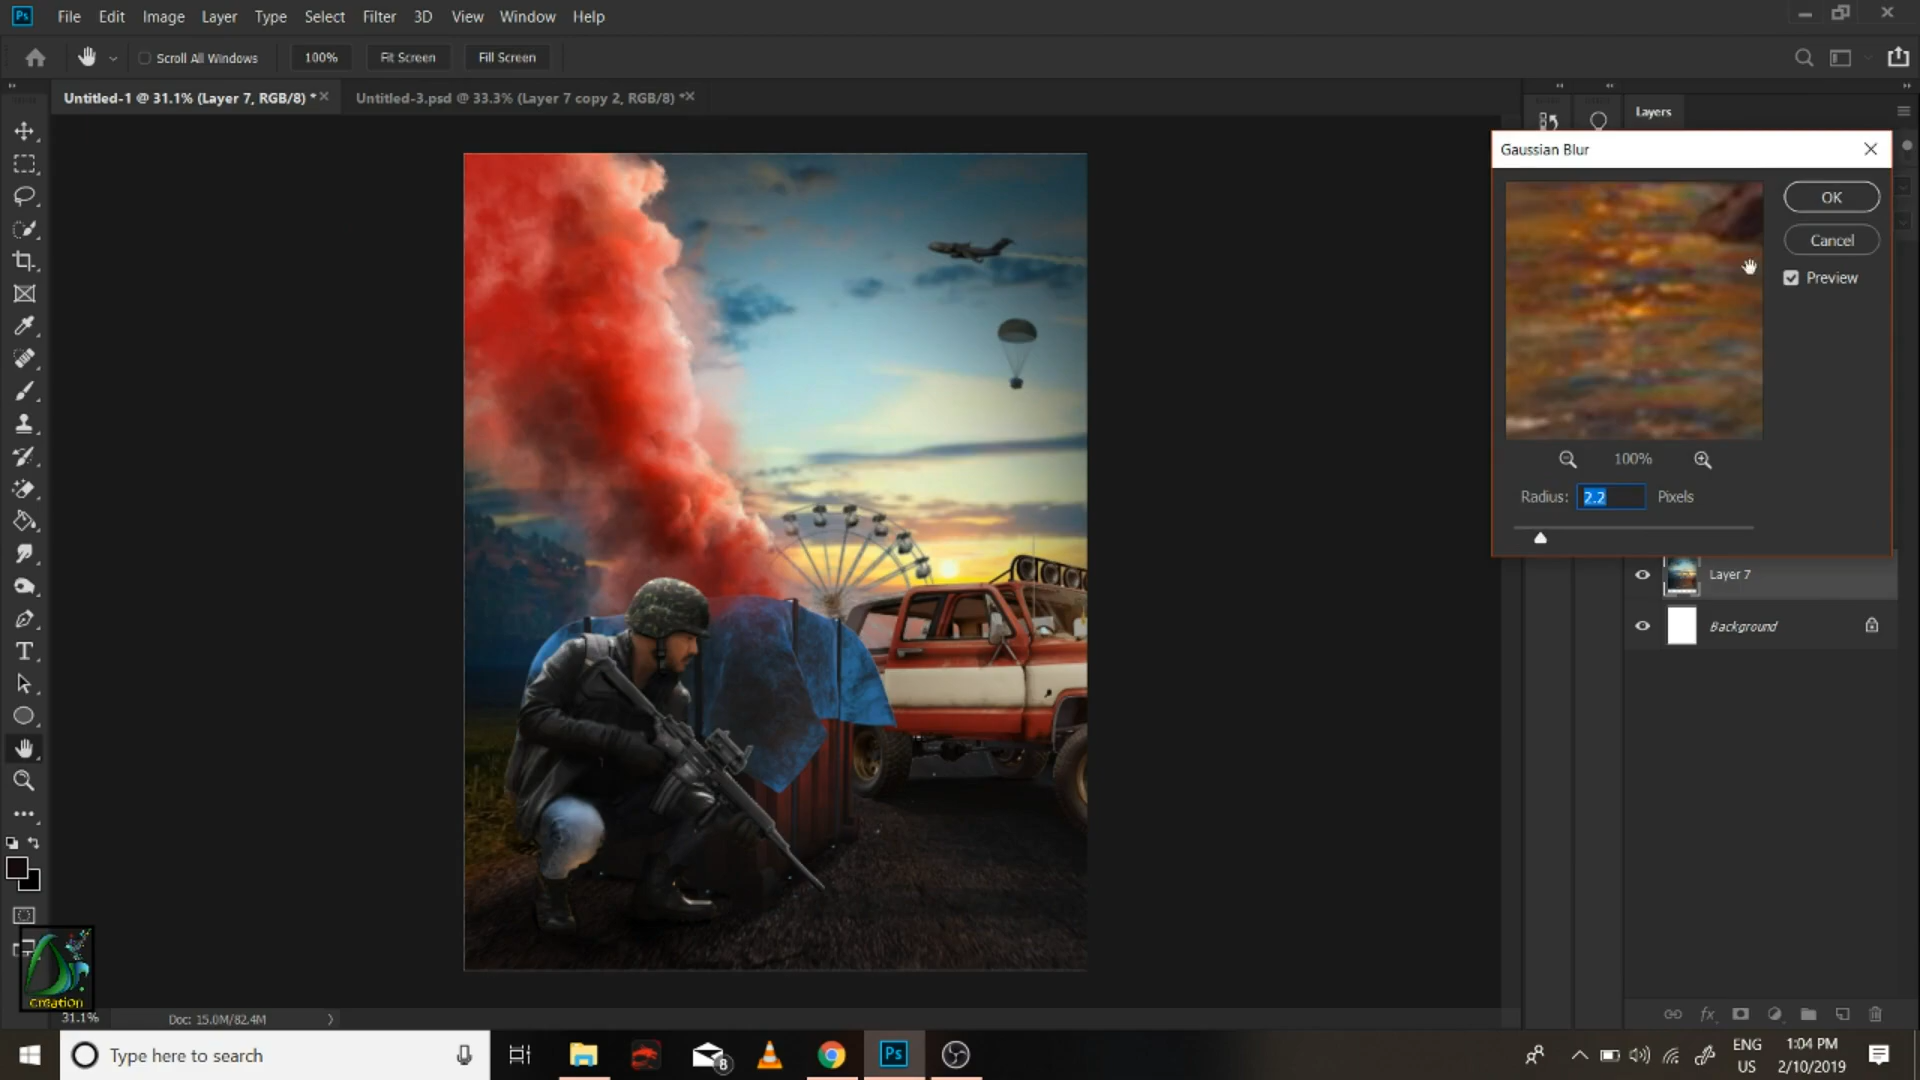 Ps File Edit Image Layer Type Select Filter 3D View Window Help
Scroll All Windows 100% Fit Screen Fill Screen
Untitled-1 @ 31.1% (Layer 7, RGB/8) * Untitled-3.psd @ 33.3% (Layer 7 copy 2, RGB/8) *
Layers
Gaussian Blur
OK
Cancel
Preview
100%
Radius: 2.2 Pixels
Layer 7
Background
creation
31.1% Doc: 15.0M/82.4M
Type here to search
8
Ps
ENG
US
1:04 PM
2/10/2019